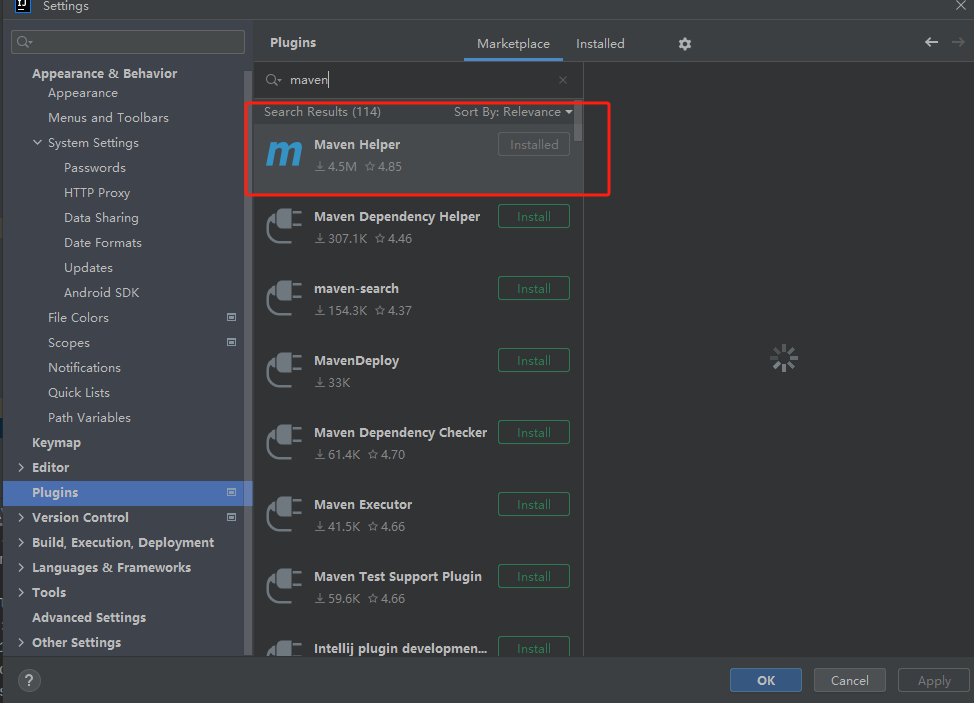 Settings
Appearance & Behavior
Appearance
Menus and Toolbars
System Settings
Passwords
HTTP Proxy
Data Sharing
Date Formats
Updates
Android SDK
File Colors
Scopes
Notifications
Quick Lists
Path Variables
Keymap
Editor
Plugins
Version Control
Build, Execution, Deployment
Languages & Frameworks
Tools
Advanced Settings
Other Settings
Plugins
Marketplace
Installed
maven
Search Results (114) Sort By: Relevance
m
Maven Helper Installed
4.5M 4.85
Maven Dependency Helper Install
307.1K 4.46
maven-search Install
154.3K 4.37
MavenDeploy Install
33K
Maven Dependency Checker Install
61.4K 4.70
Maven Executor Install
41.5K 4.66
Maven Test Support Plugin Install
59.6K 4.66
Intellij plugin developmen... Install
?
OK Cancel Apply